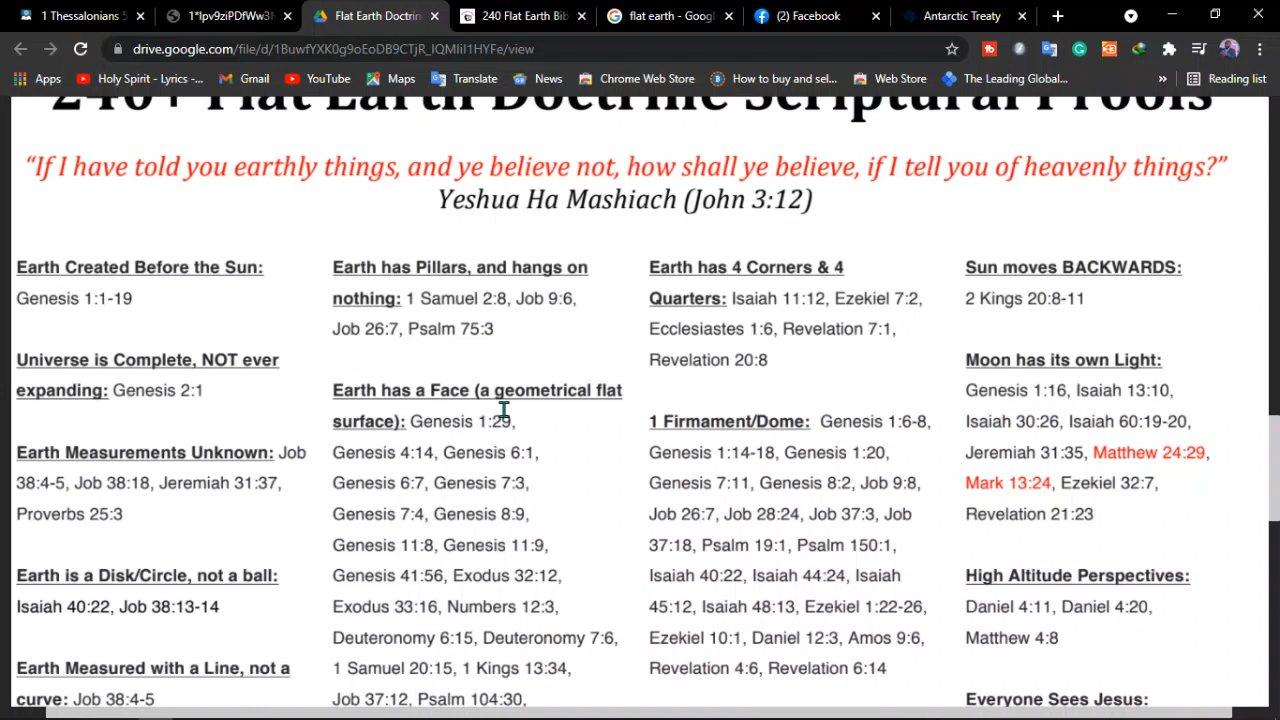 1 Thessalonians 5
1*lpv9ziPDfWw3
Flat Earth Doctrin
240 Flat Earth Bib
flat earth - Goog
(2) Facebook
Antarctic Treaty
drive.google.com/file/d/1BuwfYXK0g9oEoDB9CTjR_IQMIiI1HYFe/view
Apps
Holy Spirit - Lyrics -...
Gmail
YouTube
Maps
Translate
News
Chrome Web Store
How to buy and sel...
Web Store
The Leading Global...
»
Reading list
240+ Flat Earth Doctrine Scriptural Proofs
“If I have told you earthly things, and ye believe not, how shall ye believe, if I tell you of heavenly things?”
Yeshua Ha Mashiach (John 3:12)
Earth Created Before the Sun:
Genesis 1:1-19
Universe is Complete, NOT ever
expanding: Genesis 2:1
Earth Measurements Unknown: Job
38:4-5, Job 38:18, Jeremiah 31:37,
Proverbs 25:3
Earth is a Disk/Circle, not a ball:
Isaiah 40:22, Job 38:13-14
Earth Measured with a Line, not a
curve: Job 38:4-5
Earth has Pillars, and hangs on
nothing: 1 Samuel 2:8, Job 9:6,
Job 26:7, Psalm 75:3
Earth has a Face (a geometrical flat
surface): Genesis 1:29,
Genesis 4:14, Genesis 6:1,
Genesis 6:7, Genesis 7:3,
Genesis 7:4, Genesis 8:9,
Genesis 11:8, Genesis 11:9,
Genesis 41:56, Exodus 32:12,
Exodus 33:16, Numbers 12:3,
Deuteronomy 6:15, Deuteronomy 7:6,
1 Samuel 20:15, 1 Kings 13:34,
Job 37:12, Psalm 104:30,
Earth has 4 Corners & 4
Quarters: Isaiah 11:12, Ezekiel 7:2,
Ecclesiastes 1:6, Revelation 7:1,
Revelation 20:8
1 Firmament/Dome: Genesis 1:6-8,
Genesis 1:14-18, Genesis 1:20,
Genesis 7:11, Genesis 8:2, Job 9:8,
Job 26:7, Job 28:24, Job 37:3, Job
37:18, Psalm 19:1, Psalm 150:1,
Isaiah 40:22, Isaiah 44:24, Isaiah
45:12, Isaiah 48:13, Ezekiel 1:22-26,
Ezekiel 10:1, Daniel 12:3, Amos 9:6,
Revelation 4:6, Revelation 6:14
Sun moves BACKWARDS:
2 Kings 20:8-11
Moon has its own Light:
Genesis 1:16, Isaiah 13:10,
Isaiah 30:26, Isaiah 60:19-20,
Jeremiah 31:35, Matthew 24:29,
Mark 13:24, Ezekiel 32:7,
Revelation 21:23
High Altitude Perspectives:
Daniel 4:11, Daniel 4:20,
Matthew 4:8
Everyone Sees Jesus: